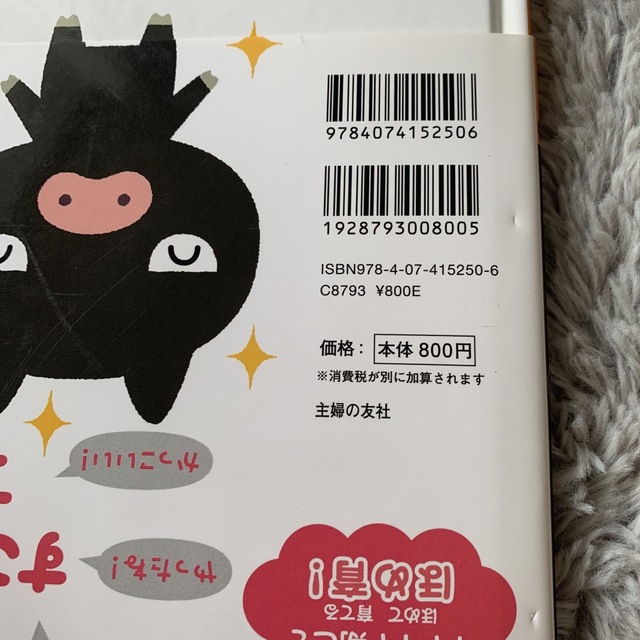 9784074152506
1928793008005
ISBN978-4-07-415250-6
C8793 ¥800E
価格： 本体 800円
※消費税が別に加算されます
主婦の友社
かっこいい!
やったね!
ほめ育!
ほめて 育てる